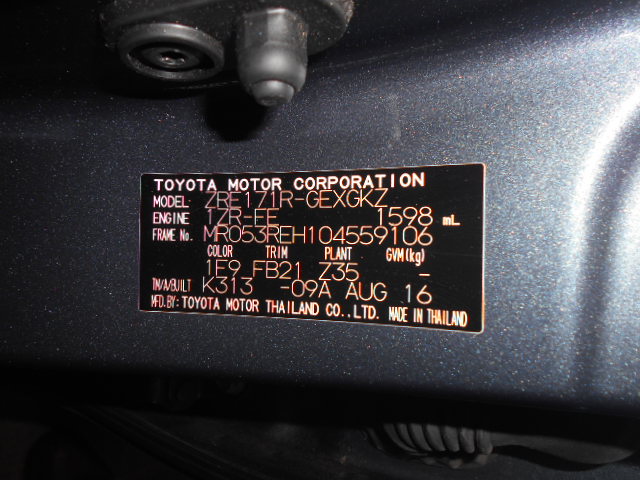 TOYOTA MOTOR CORPORATION
MODEL ZRE171R-GEXGKZ
ENGINE 1ZR-FE 1598 mL
FRAME No. MR053REH104559106
COLOR TRIM PLANT GVM(kg)
1E9 FB21 Z35 -
TM/A/BUILT K313 -09A AUG 16
MFD.BY: TOYOTA MOTOR THAILAND CO.,LTD. MADE IN THAILAND